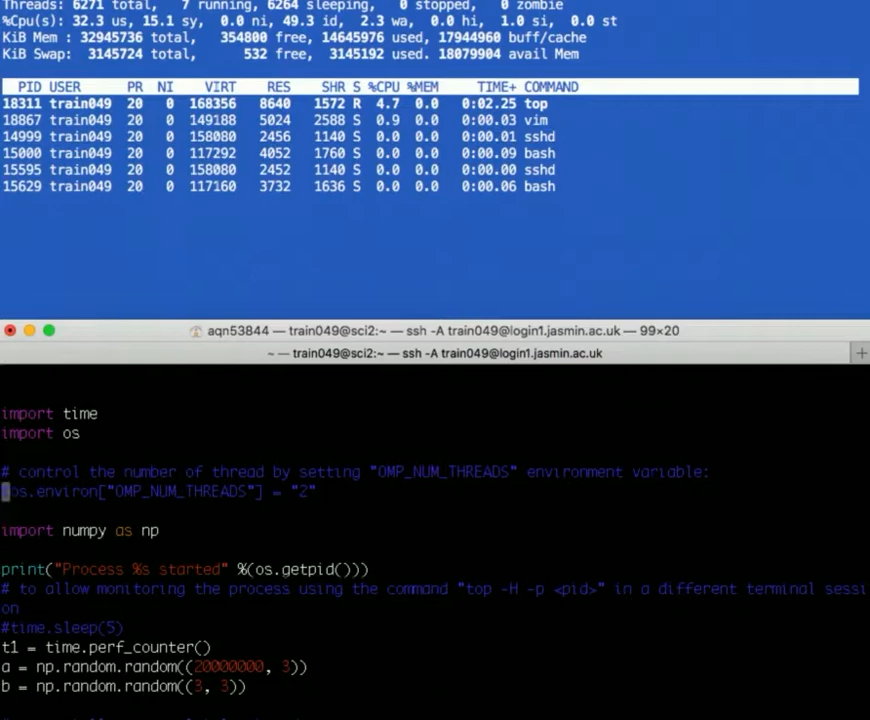 Threads: 6271 total, 7 running, 6264 sleeping, 0 stopped, 0 zombie
%Cpu(s): 32.3 us, 15.1 sy, 0.0 ni, 49.3 id, 2.3 wa, 0.0 hi, 1.0 si, 0.0 st
KiB Mem : 32945736 total, 354800 free, 14645976 used, 17944960 buff/cache
KiB Swap: 3145724 total, 532 free, 3145192 used. 18079904 avail Mem
PID USER PR NI VIRT RES SHR S %CPU %MEM TIME+ COMMAND
18311 train049 20 0 168356 8640 1572 R 4.7 0.0 0:02.25 top
18867 train049 20 0 149188 5024 2588 S 0.9 0.0 0:00.03 vim
14999 train049 20 0 158080 2456 1140 S 0.0 0.0 0:00.01 sshd
15000 train049 20 0 117292 4052 1760 S 0.0 0.0 0:00.09 bash
15595 train049 20 0 158080 2452 1140 S 0.0 0.0 0:00.00 sshd
15629 train049 20 0 117160 3732 1636 S 0.0 0.0 0:00.06 bash
aqn53844 — train049@sci2:~ — ssh -A train049@login1.jasmin.ac.uk — 99×20
~ — train049@sci2:~ — ssh -A train049@login1.jasmin.ac.uk
import time
import os
# control the number of thread by setting "OMP_NUM_THREADS" environment variable:
os.environ["OMP_NUM_THREADS"] = "2"
import numpy as np
print("Process %s started" %(os.getpid()))
# to allow monitoring the process using the command "top -H -p <pid>" in a different terminal sessi
on
#time.sleep(5)
t1 = time.perf_counter()
a = np.random.random((20000000, 3))
b = np.random.random((3, 3))